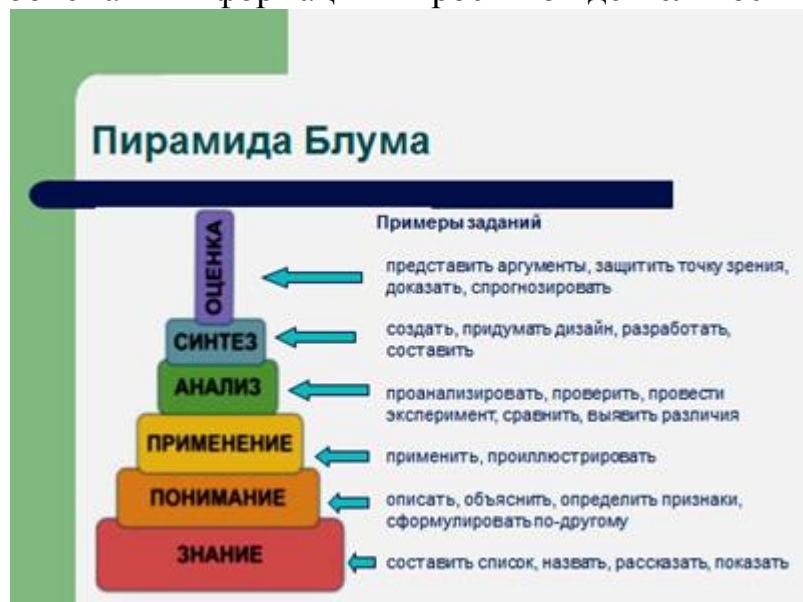 Пирамида Блума
Примеры заданий
ОЦЕНКА
представить аргументы, защитить точку зрения,
доказать, спрогнозировать
СИНТЕЗ
создать, придумать дизайн, разработать,
составить
АНАЛИЗ
проанализировать, проверить, провести
эксперимент, сравнить, выявить различия
ПРИМЕНЕНИЕ
применить, проиллюстрировать
ПОНИМАНИЕ
описать, объяснить, определить признаки,
сформулировать по-другому
ЗНАНИЕ
составить список, назвать, рассказать, показать